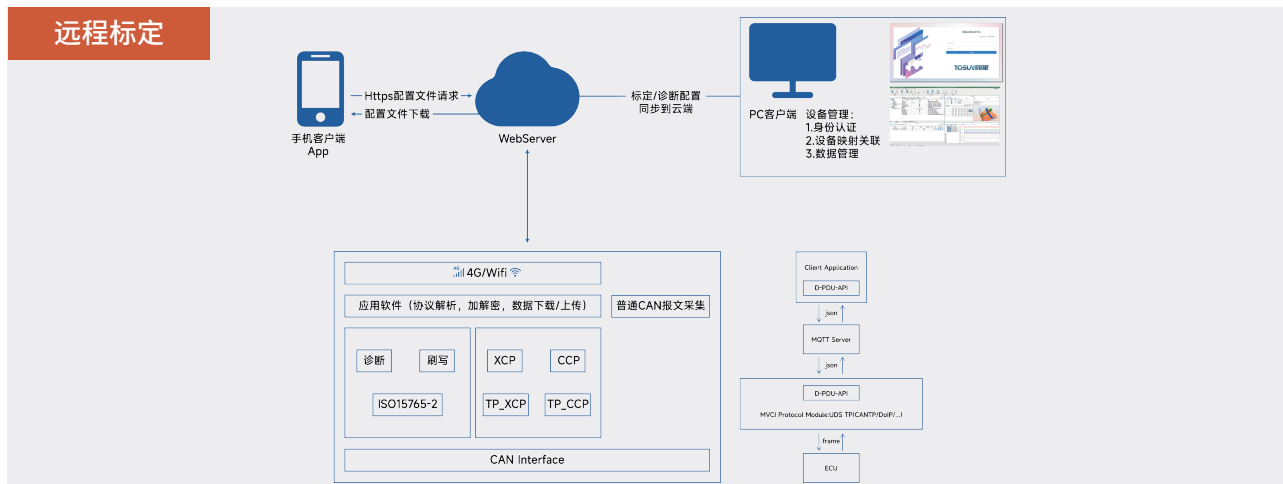 远程标定
Https配置文件请求
配置文件下载
手机客户端
App
WebServer
标定/诊断配置
同步到云端
PC客户端
设备管理：
1.身份认证
2.设备映射关联
3.数据管理
TOSUN同星
4G/Wifi
应用软件（协议解析，加解密，数据下载/上传）
普通CAN报文采集
诊断
刷写
ISO15765-2
XCP
CCP
TP_XCP
TP_CCP
CAN Interface
Client Application
D-PDU-API
json
MQTT Server
json
D-PDU-API
MVCI Protocol Module:UDS TP(CANTP/DoIP/...)
frame
ECU